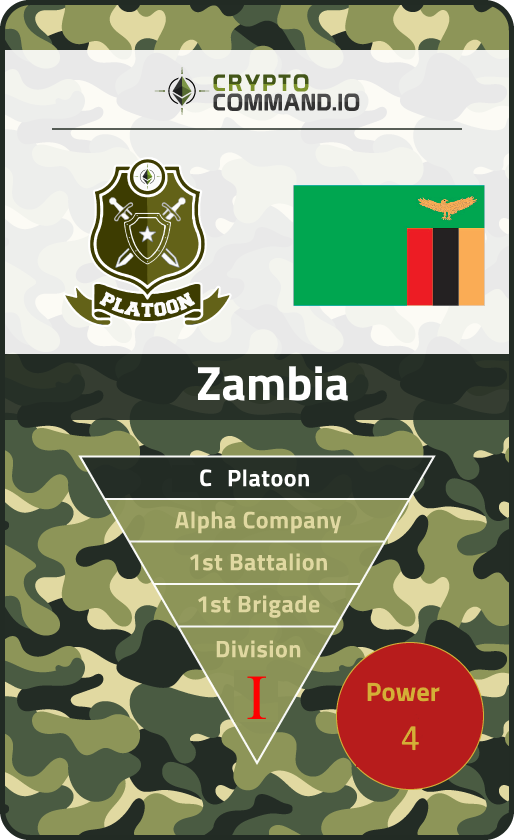 CRYPTO
COMMAND.IO
PLATOON
Zambia
C Platoon
Alpha Company
1st Battalion
1st Brigade
Division
I
Power
4